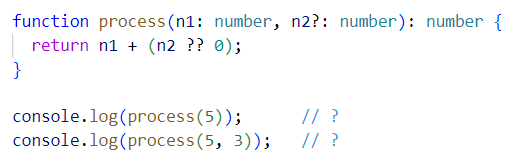 function process(n1: number, n2?: number): number {
  return n1 + (n2 ?? 0);
}

console.log(process(5));      // ?
console.log(process(5, 3));   // ?